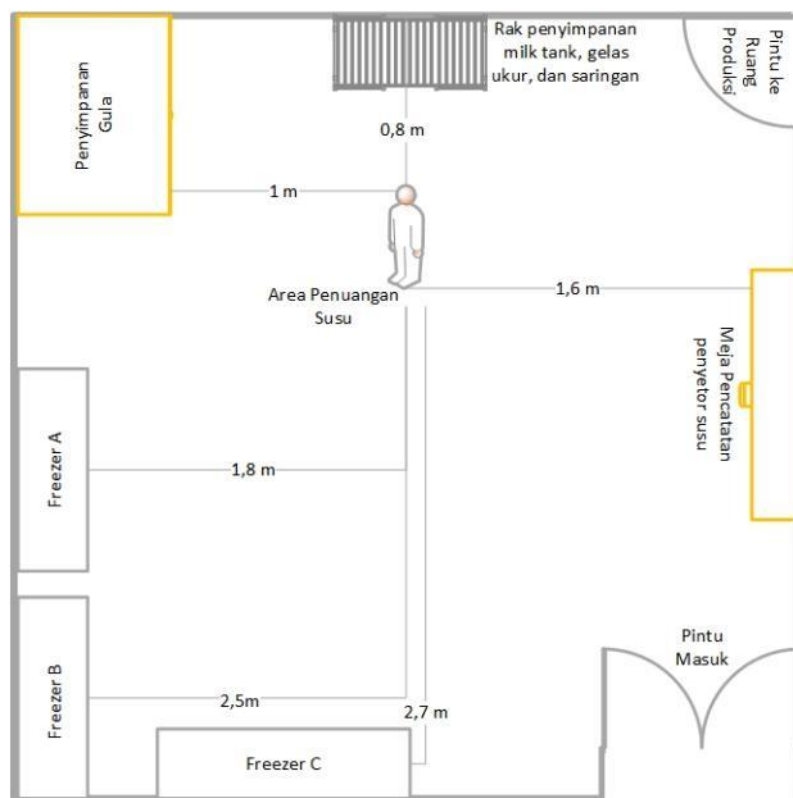 Penyimpanan
Gula
Rak penyimpanan
milk tank, gelas
ukur, dan saringan
Pintu ke
Ruang
Produksi
0,8 m
1 m
Area Penuangan
Susu
1,6 m
Meja Pencatatan
penyetor susu
Freezer A
1,8 m
Freezer B
2,5m
2,7 m
Freezer C
Pintu
Masuk